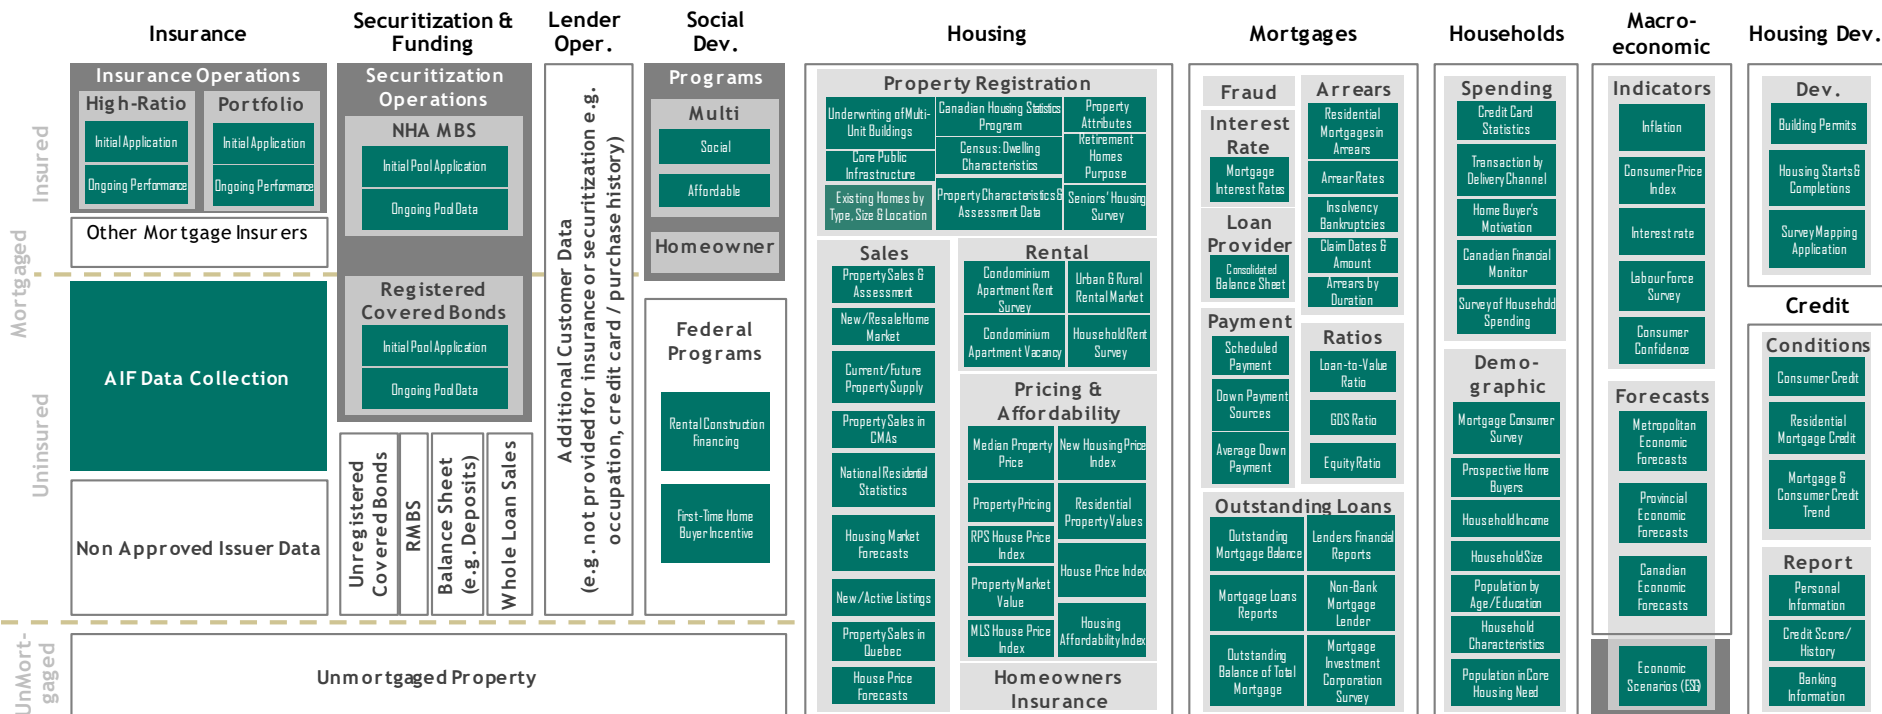 Insurance
Securitization &
Funding
Lender
Oper.
Social
Dev.
Housing
Mortgages
Households
Macro-
economic
Housing Dev.
Insured
Mortgaged
Uninsured
UnMort-
gaged
Insurance Operations
High-Ratio
Initial Application
Ongoing Performance
Portfolio
Initial Application
Ongoing Performance
Other Mortgage Insurers
AIF Data Collection
Non Approved Issuer Data
Unmortgaged Property
Securitization
Operations
NHA MBS
Initial Pool Application
Ongoing Pool Data
Registered
Covered Bonds
Initial Pool Application
Ongoing Pool Data
Unregistered
Covered Bonds
RMBS
Balance Sheet
(e.g. Deposits)
Whole Loan Sales
Additional Customer Data
(e.g. not provided for insurance or securitization e.g.
occupation, credit card / purchase history)
Programs
Multi
Social
Affordable
Homeowner
Federal
Programs
Rental Construction
Financing
First-Time Home
Buyer Incentive
Property Registration
Underwriting of Multi-
Unit Buildings
Core Public
Infrastructure
Existing Homes by
Type, Size & Location
Canadian Housing Statistics
Program
Census: Dwelling
Characteristics
Property Characteristics &
Assessment Data
Property
Attributes
Retirement
Homes
Purpose
Seniors' Housing
Survey
Sales
Property Sales &
Assessment
New/Resale Home
Market
Current/Future
Property Supply
Property Sales in
CMAs
National Residential
Statistics
Housing Market
Forecasts
New/Active Listings
Property Sales in
Quebec
House Price
Forecasts
Rental
Condominium
Apartment Rent
Survey
Urban & Rural
Rental Market
Condominium
Apartment Vacancy
Household Rent
Survey
Pricing &
Affordability
Median Property
Price
Property Pricing
RPS House Price
Index
Property Market
Value
MLS House Price
Index
New Housing Price
Index
Residential
Property Values
House Price Index
Housing
Affordability Index
Homeowners
Insurance
Fraud
Interest
Rate
Mortgage
Interest Rates
Loan
Provider
Consolidated
Balance Sheet
Payment
Scheduled
Payment
Down Payment
Sources
Average Down
Payment
Arrears
Residential
Mortgages in
Arrears
Arrear Rates
Insolvency
Bankruptcies
Claim Dates &
Amount
Arrears by
Duration
Ratios
Loan-to-Value
Ratio
GDS Ratio
Equity Ratio
Outstanding Loans
Outstanding
Mortgage Balance
Mortgage Loans
Reports
Outstanding
Balance of Total
Mortgage
Lenders Financial
Reports
Non-Bank
Mortgage
Lender
Mortgage
Investment
Corporation
Survey
Spending
Credit Card
Statistics
Transaction by
Delivery Channel
Home Buyer's
Motivation
Canadian Financial
Monitor
Survey of Household
Spending
Demo-
graphic
Mortgage Consumer
Survey
Prospective Home
Buyers
Household Income
Household Size
Population by
Age/Education
Household
Characteristics
Population in Core
Housing Need
Indicators
Inflation
Consumer Price
Index
Interest rate
Labour Force
Survey
Consumer
Confidence
Forecasts
Metropolitan
Economic
Forecasts
Provincial
Economic
Forecasts
Canadian
Economic
Forecasts
Economic
Scenarios (ESG)
Dev.
Building Permits
Housing Starts &
Completions
Survey Mapping
Application
Credit
Conditions
Consumer Credit
Residential
Mortgage Credit
Mortgage &
Consumer Credit
Trend
Report
Personal
Information
Credit Score/
History
Banking
Information